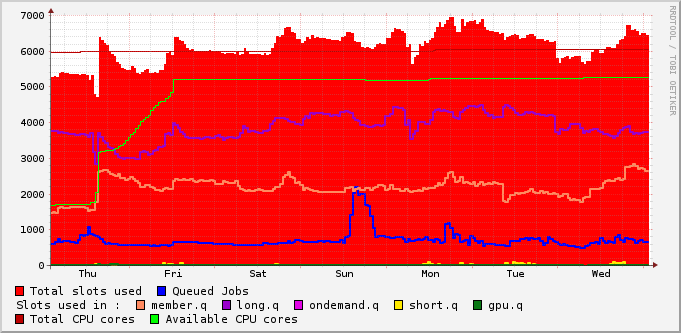 7000
6000
5000
4000
3000
2000
1000
0
Thu Fri Sat Sun Mon Tue Wed
Total slots used Queued Jobs
Slots used in : member.q long.q ondemand.q short.q gpu.q
Total CPU cores Available CPU cores
RRDTOOL / TOBI OETIKER